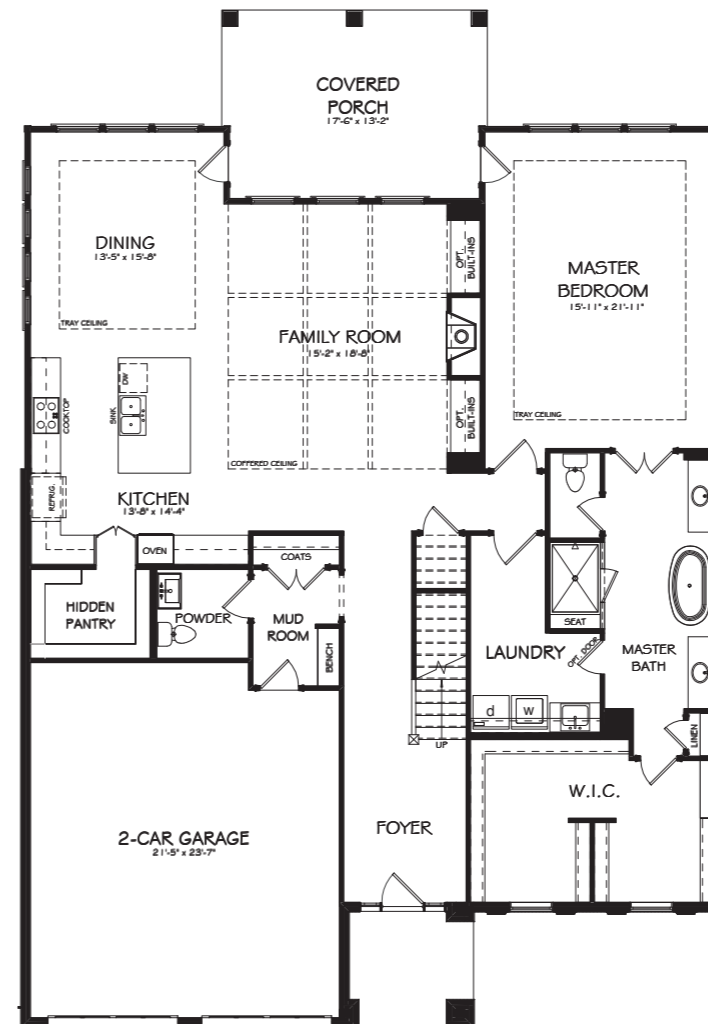 COVERED
PORCH
17'-6" x 13'-2"
DINING
13'-5" x 15'-8"
TRAY CEILING
OPT.
BUILT-INS
MASTER
BEDROOM
15'-11" x 21'-11"
TRAY CEILING
FAMILY ROOM
15'-2" x 18'-8"
OPT.
BUILT-INS
COFFERED CEILING
COOKTOP
DW
SINK
REFRIG.
KITCHEN
13'-8" x 14'-4"
OVEN
COATS
HIDDEN
PANTRY
POWDER
MUD
ROOM
BENCH
SEAT
LAUNDRY
OPT. DOOR
MASTER
BATH
d
w
LINEN
UP
W.I.C.
FOYER
2-CAR GARAGE
21'-5" x 23'-7"